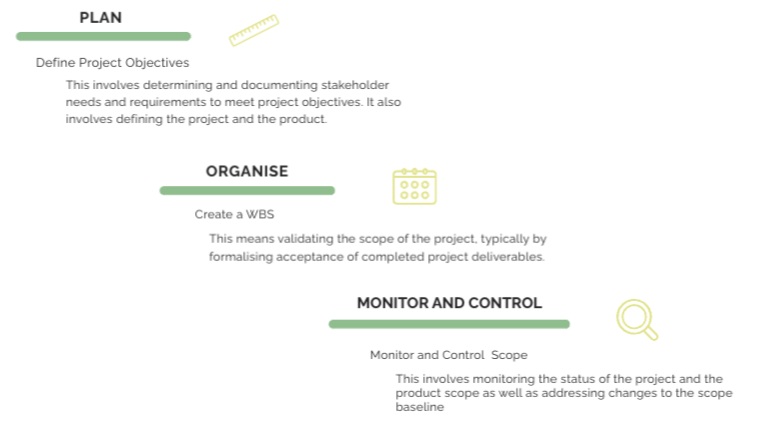 PLAN
Define Project Objectives
This involves determining and documenting stakeholder
needs and requirements to meet project objectives. It also
involves defining the project and the product.
ORGANISE
Create a WBS
This means validating the scope of the project, typically by
formalising acceptance of completed project deliverables.
MONITOR AND CONTROL
Monitor and Control Scope
This involves monitoring the status of the project and the
product scope as well as addressing changes to the scope
baseline